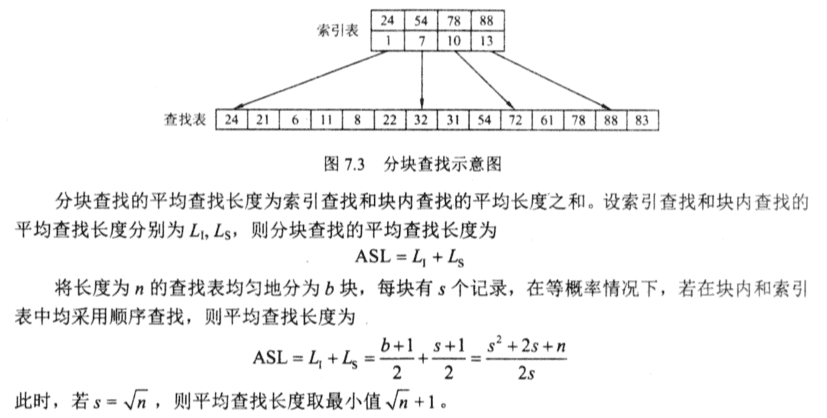 索引表
24 54 78 88
1 7 10 13
查找表 24 21 6 11 8 22 32 31 54 72 61 78 88 83
图 7.3 分块查找示意图
分块查找的平均查找长度为索引查找和块内查找的平均长度之和。设索引查找和块内查找的
平均查找长度分别为 L_I, L_S，则分块查找的平均查找长度为
ASL = L_I + L_S
将长度为 n 的查找表均匀地分为 b 块，每块有 s 个记录，在等概率情况下，若在块内和索引
表中均采用顺序查找，则平均查找长度为
ASL = L_I + L_S = \frac{b+1}{2} + \frac{s+1}{2} = \frac{s^2+2s+n}{2s}
此时，若 s = √n，则平均查找长度取最小值 √n + 1。